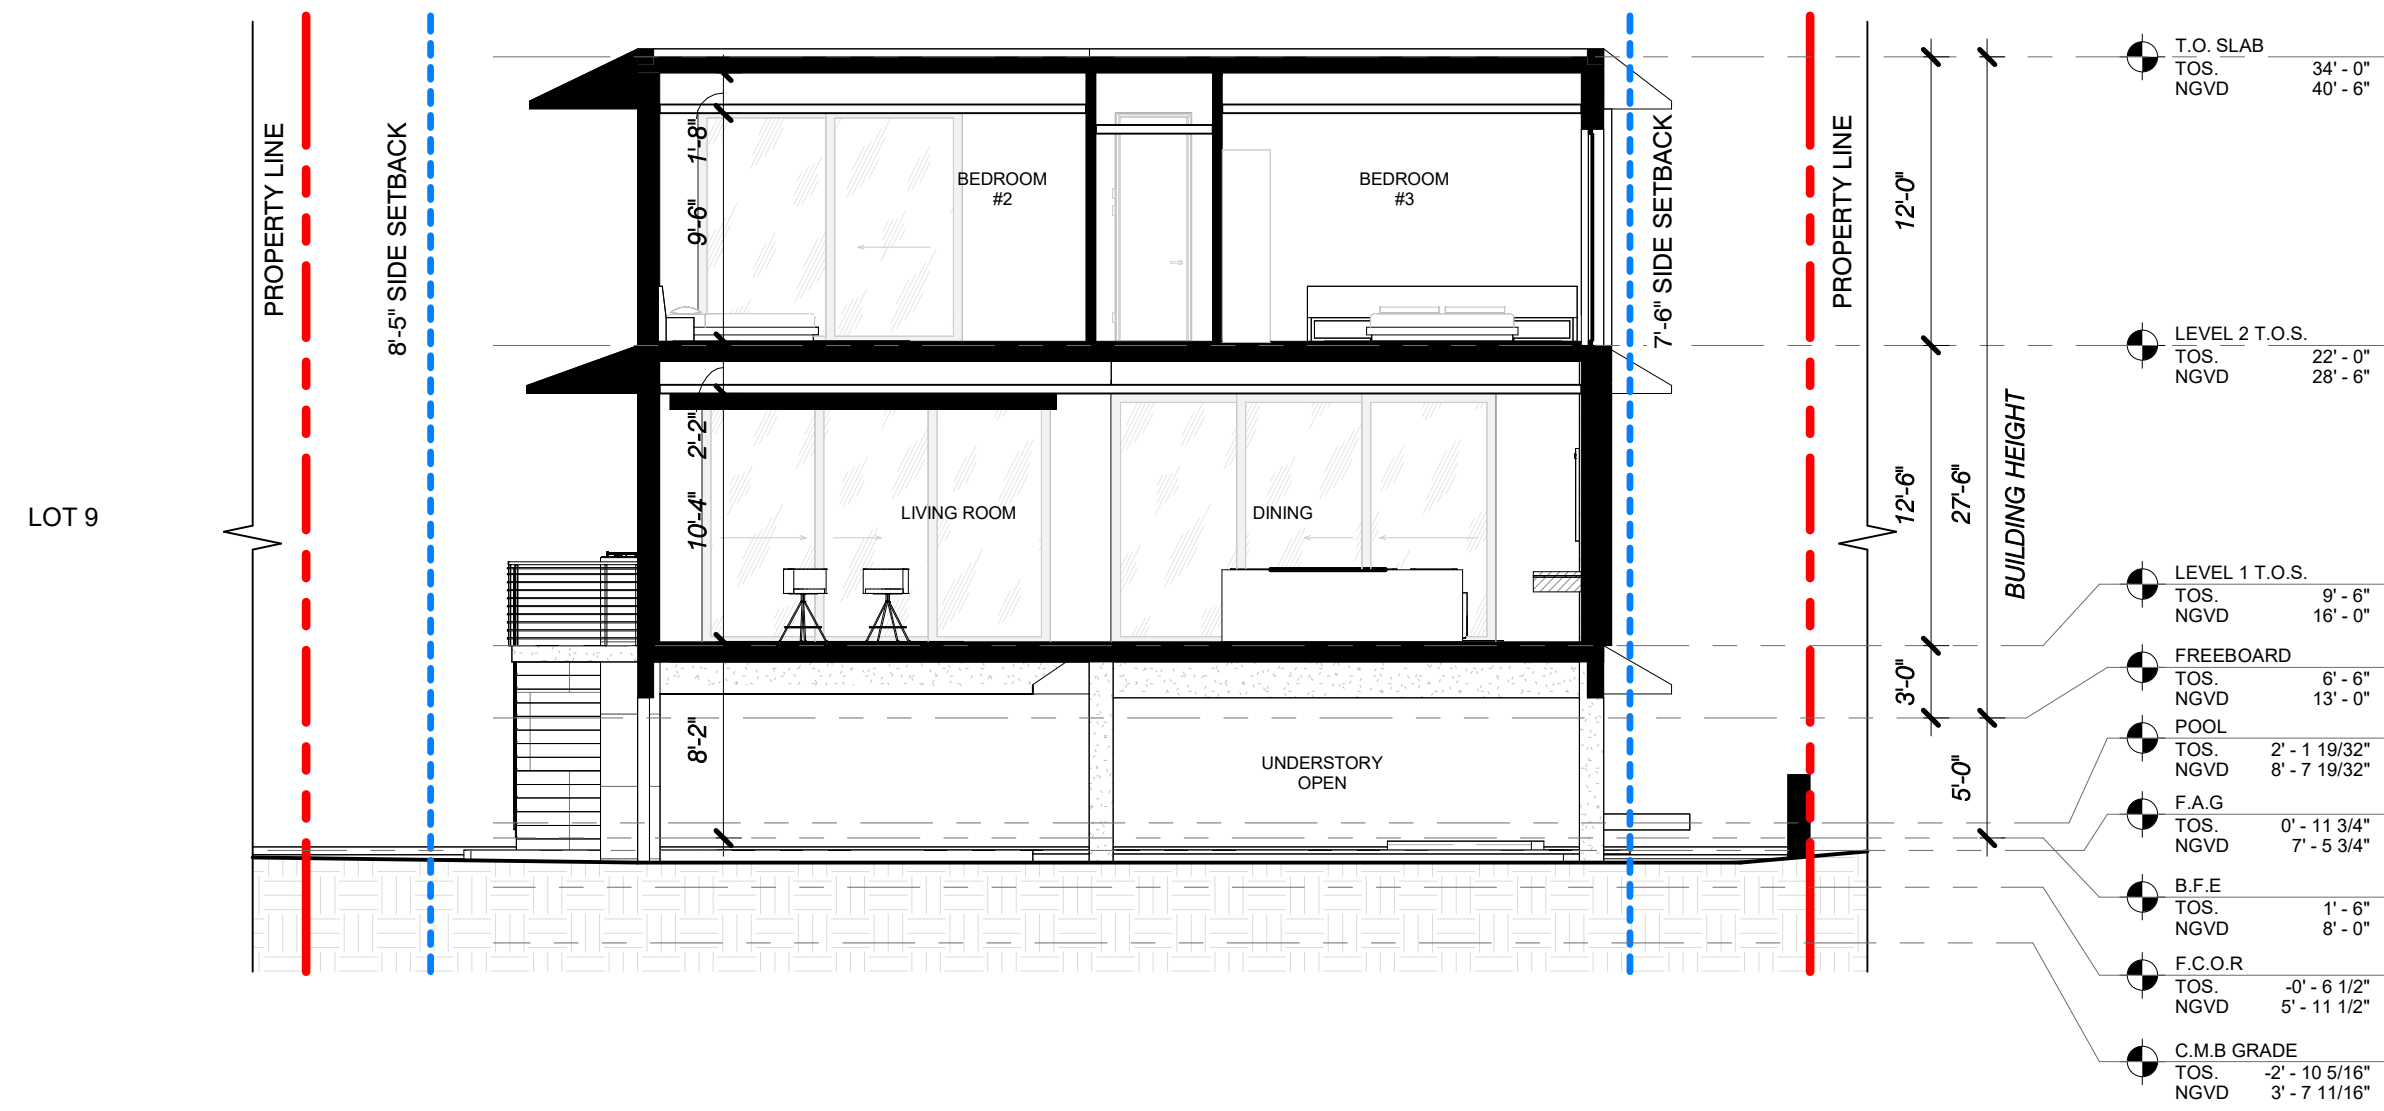 LOT 9
PROPERTY LINE
8'-5" SIDE SETBACK
1'-8"
9'-6"
BEDROOM
#2
BEDROOM
#3
2'-2"
10'-4"
LIVING ROOM
DINING
8'-2"
UNDERSTORY
OPEN
7'-6" SIDE SETBACK
PROPERTY LINE
12'-0"
12'-6"
3'-0"
27'-6"
5'-0"
BUILDING HEIGHT
T.O. SLAB
TOS. 34' - 0"
NGVD 40' - 6"
LEVEL 2 T.O.S.
TOS. 22' - 0"
NGVD 28' - 6"
LEVEL 1 T.O.S.
TOS. 9' - 6"
NGVD 16' - 0"
FREEBOARD
TOS. 6' - 6"
NGVD 13' - 0"
POOL
TOS. 2' - 1 19/32"
NGVD 8' - 7 19/32"
F.A.G
TOS. 0' - 11 3/4"
NGVD 7' - 5 3/4"
B.F.E
TOS. 1' - 6"
NGVD 8' - 0"
F.C.O.R
TOS. -0' - 6 1/2"
NGVD 5' - 11 1/2"
C.M.B GRADE
TOS. -2' - 10 5/16"
NGVD 3' - 7 11/16"